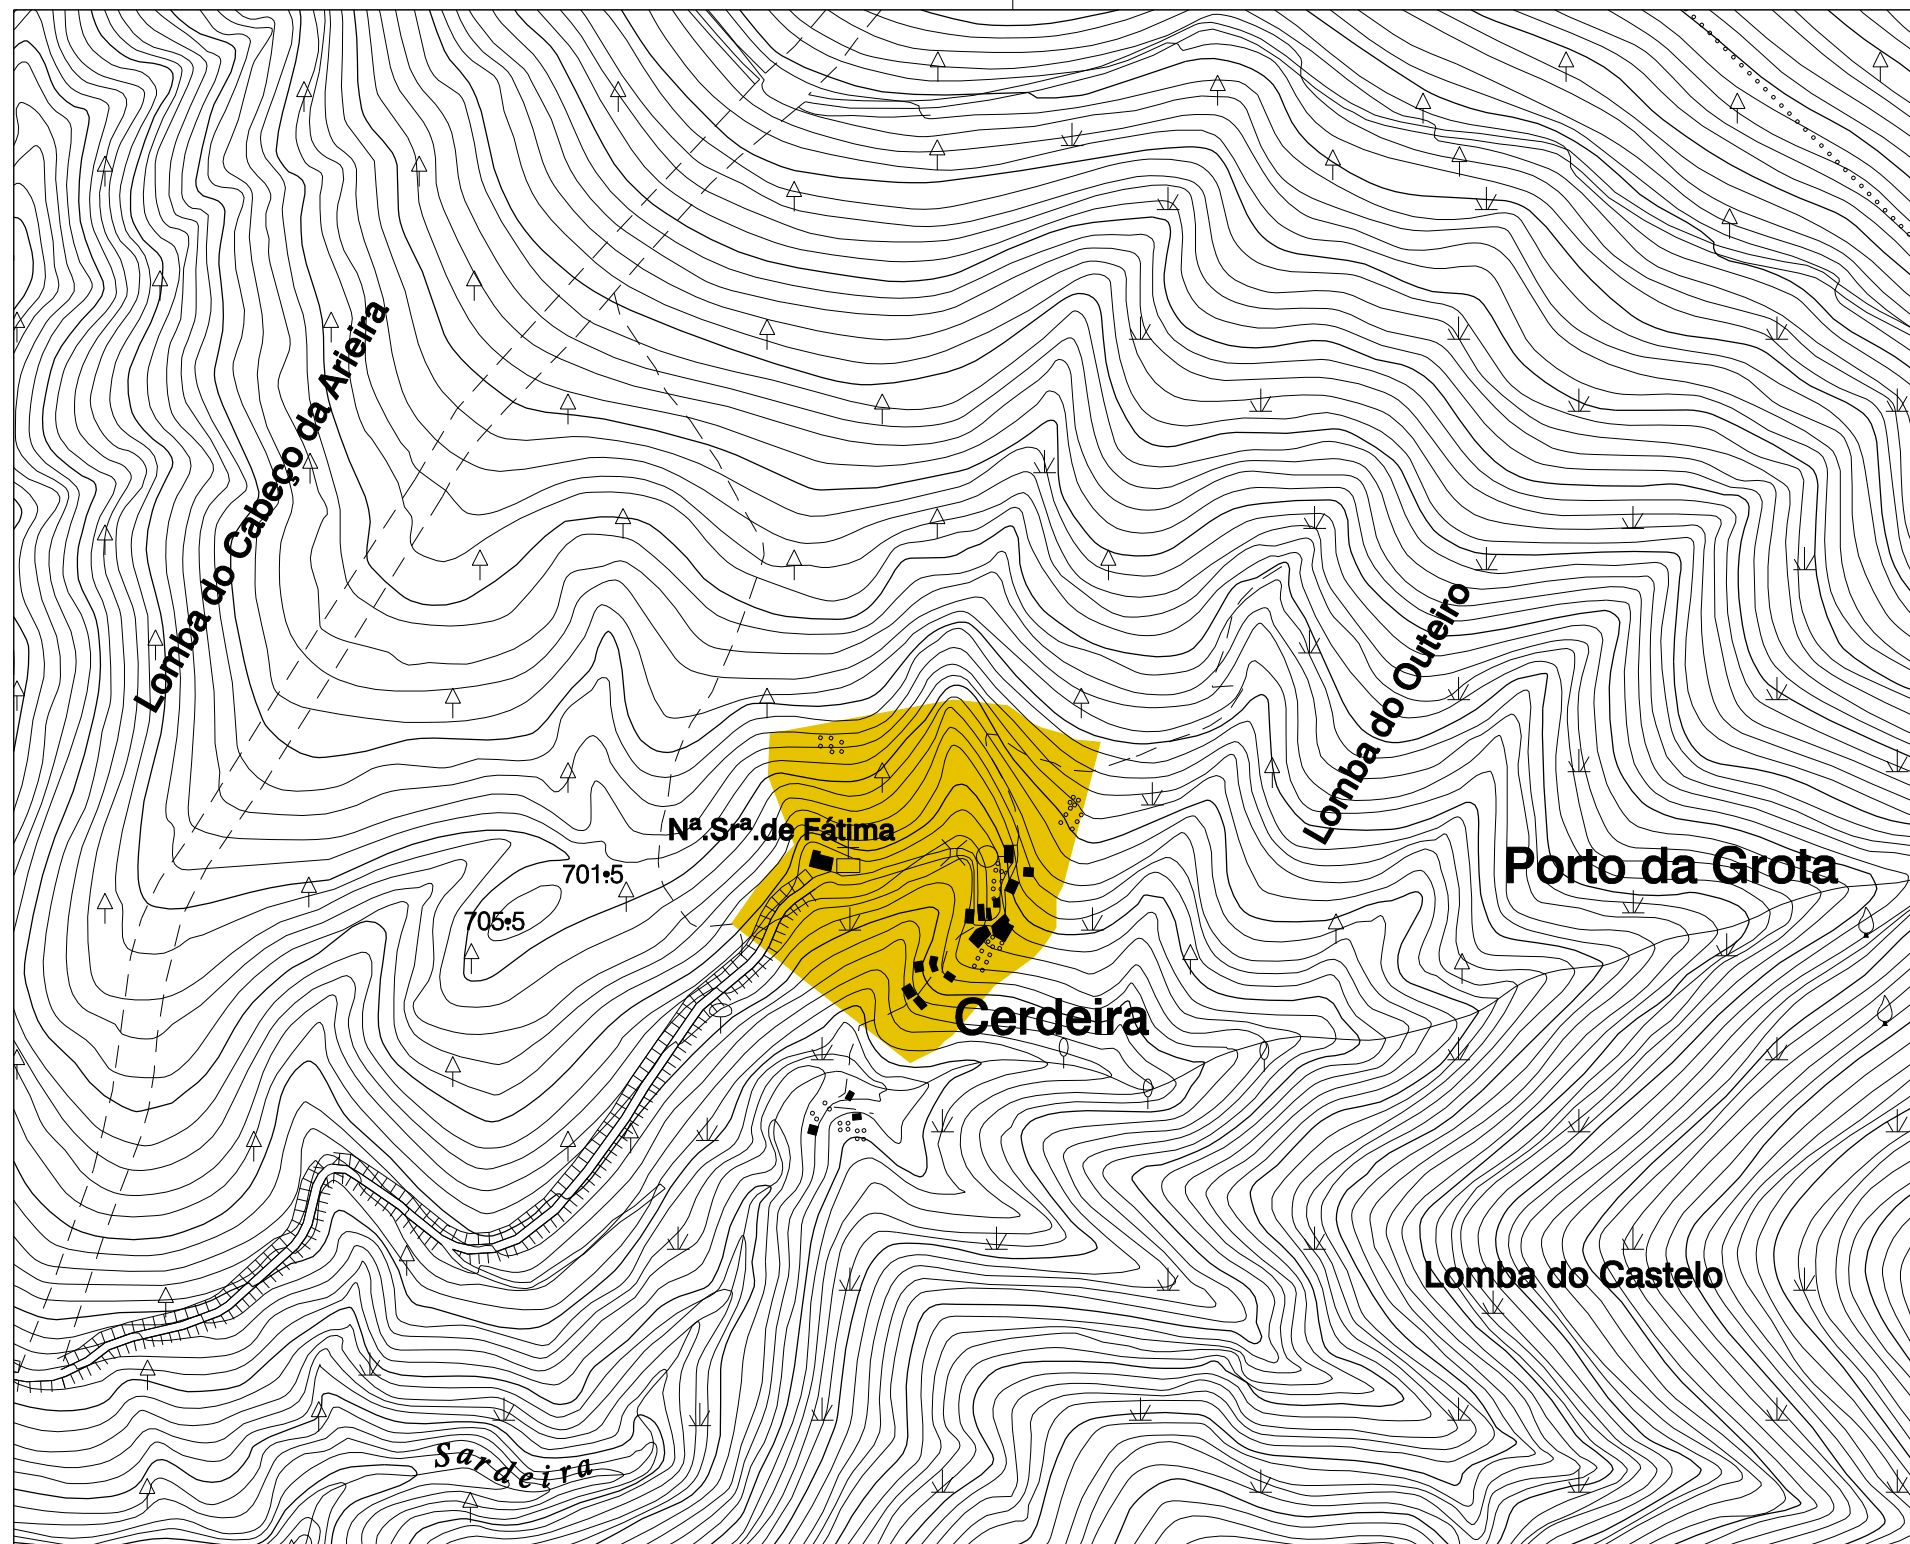 Lomba do Cabeço da Arieira
Lomba do Outeiro
Nª.Srª.de Fátima
701.5
Porto da Grota
705.5
Cerdeira
Lomba do Castelo
Sardeira